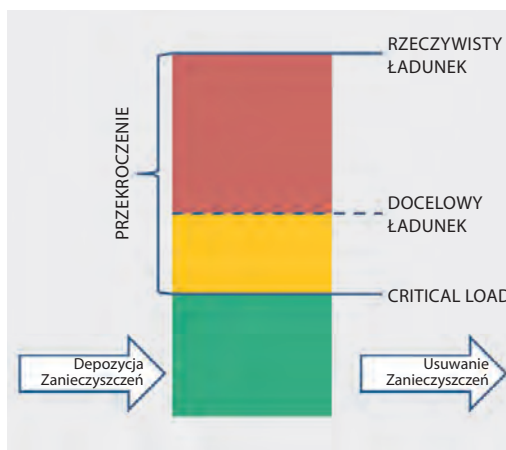 RZECZYWISTY
ŁADUNEK
PRZEKROCZENIE
DOCELOWY
ŁADUNEK
CRITICAL LOAD
Depozycja
Zanieczyszczeń
Usuwanie
Zanieczyszczeń